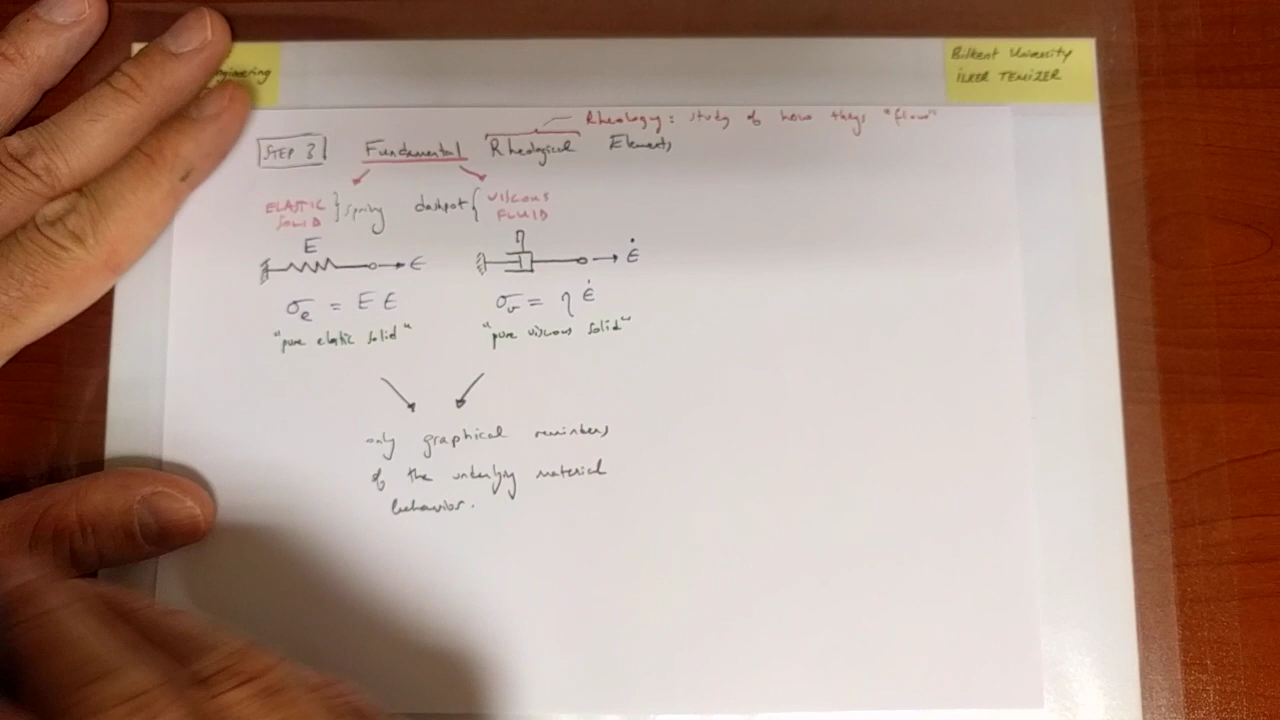 ngineering
Bilkent University
İLKER TEMİZER
Rheology: study of how things "flow"
STEP 3 Fundamental Rheological Elements
ELASTIC SOLID } spring dashpot { VISCOUS FLUID
E η
ϵ ϵ̇
σe = E ϵ σv = η ϵ̇
"pure elastic solid" "pure viscous solid"
only graphical reminders
of the underlying material
behavior.